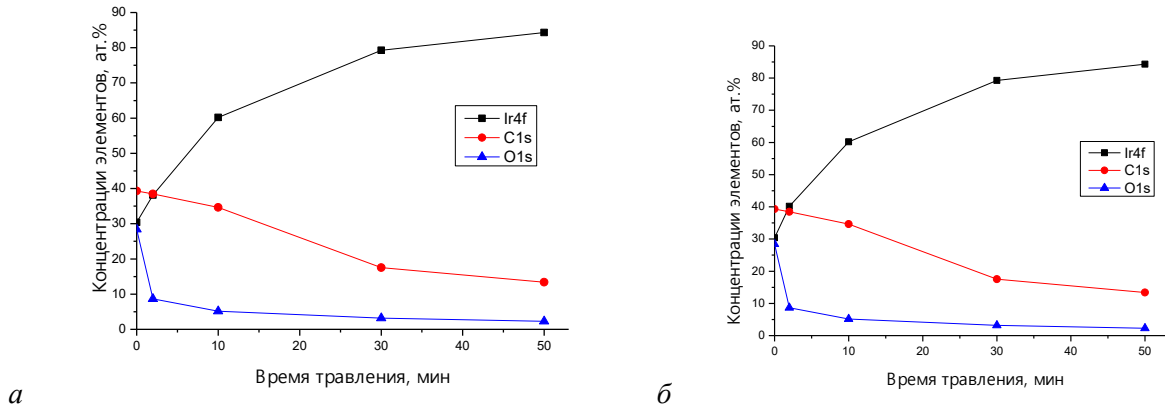 90
80
70
60
50
40
30
20
10
0
Концентрации элементов, ат.%
Ir4f
C1s
O1s
0 10 20 30 40 50
Время травления, мин
а
90
80
70
60
50
40
30
20
10
0
Концентрации элементов, ат.%
Ir4f
C1s
O1s
0 10 20 30 40 50
Время травления, мин
б